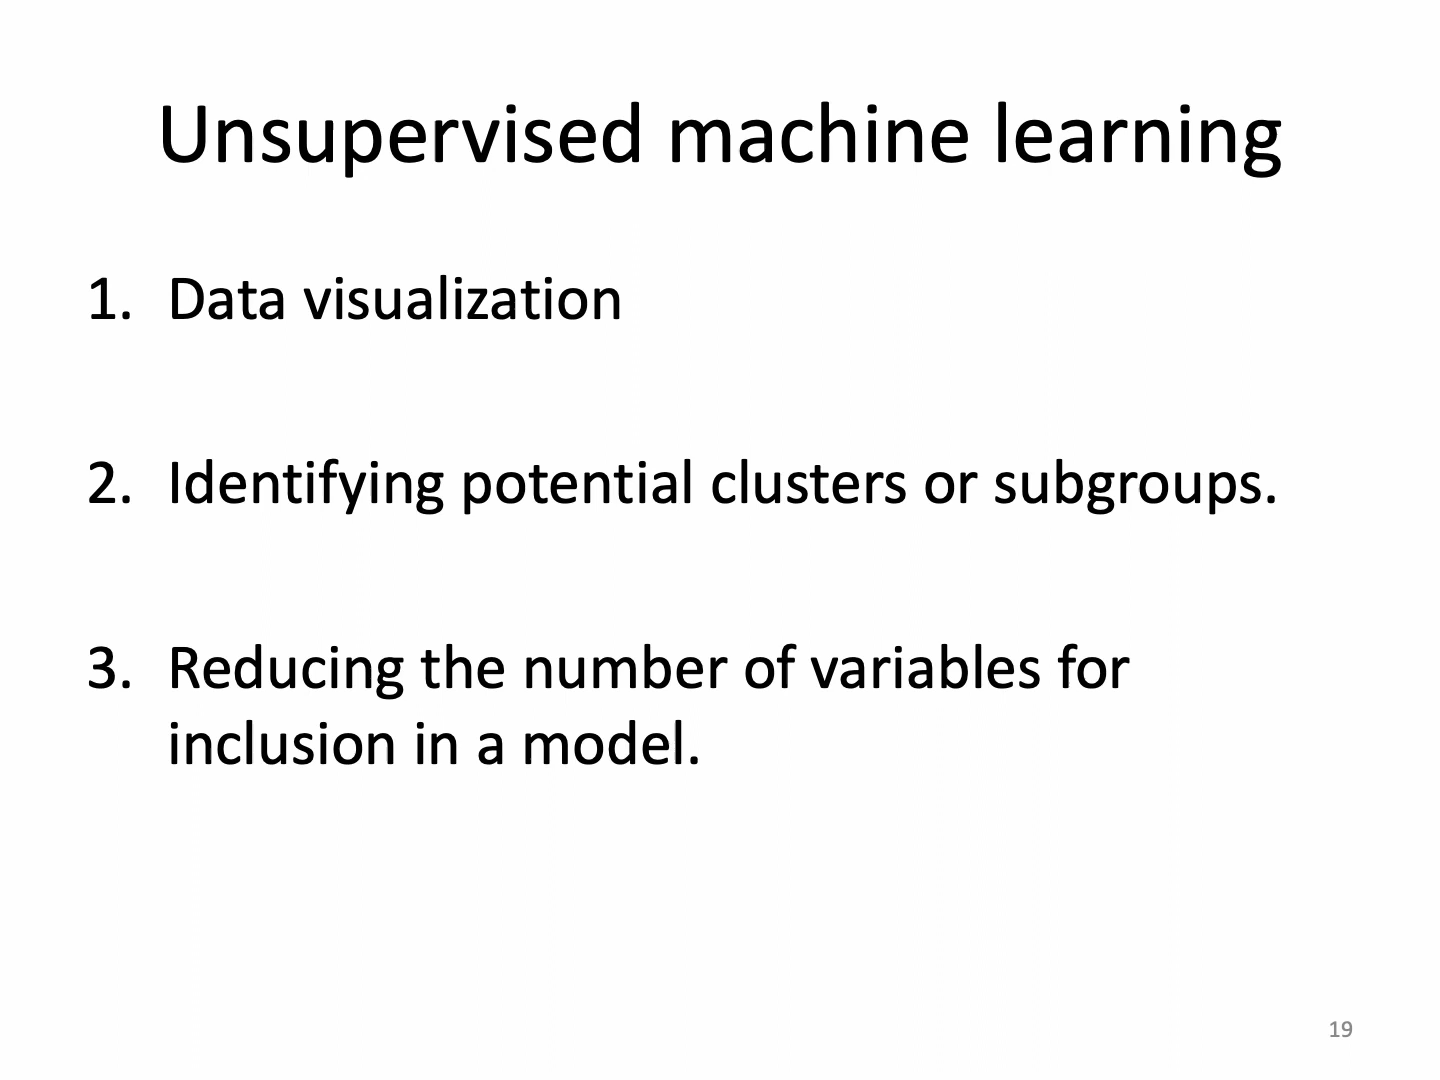 Unsupervised machine learning
1. Data visualization
2. Identifying potential clusters or subgroups.
3. Reducing the number of variables for
inclusion in a model.
19